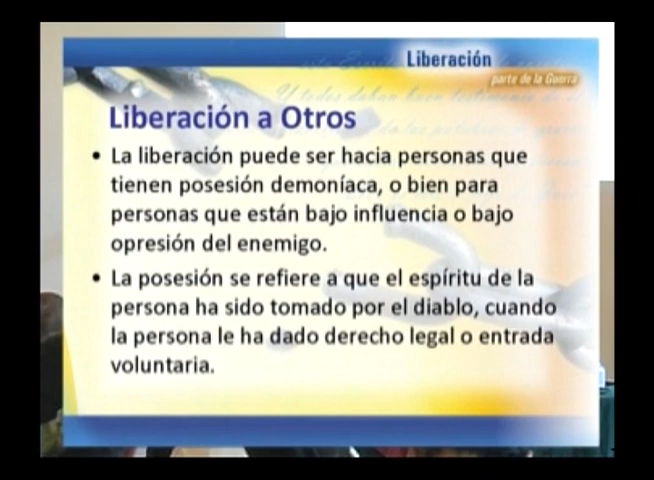 Liberación
parte de la Guerra
Liberación a Otros
• La liberación puede ser hacia personas que
tienen posesión demoníaca, o bien para
personas que están bajo influencia o bajo
opresión del enemigo.
• La posesión se refiere a que el espíritu de la
persona ha sido tomado por el diablo, cuando
la persona le ha dado derecho legal o entrada
voluntaria.